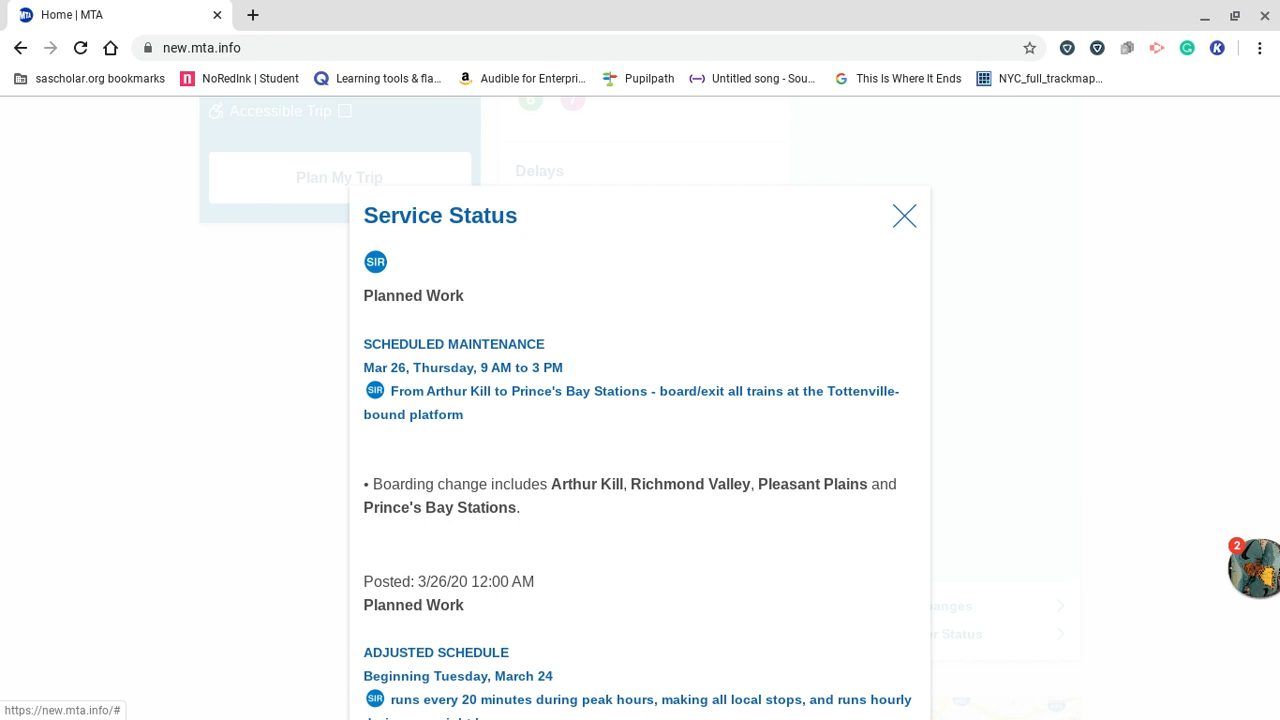 MTA Home | MTA
new.mta.info
K
sascholar.org bookmarks n NoRedInk | Student Learning tools & fla... Audible for Enterpri... Pupilpath Untitled song - Sou... This Is Where It Ends NYC_full_trackmap...
Accessible Trip
6 7
Plan My Trip
Delays
Service Status
SIR
Planned Work
SCHEDULED MAINTENANCE
Mar 26, Thursday, 9 AM to 3 PM
SIR From Arthur Kill to Prince's Bay Stations - board/exit all trains at the Tottenville-
bound platform
• Boarding change includes Arthur Kill, Richmond Valley, Pleasant Plains and
Prince's Bay Stations.
2
Posted: 3/26/20 12:00 AM
Planned Work
ADJUSTED SCHEDULE
Beginning Tuesday, March 24
SIR runs every 20 minutes during peak hours, making all local stops, and runs hourly
https://new.mta.info/#